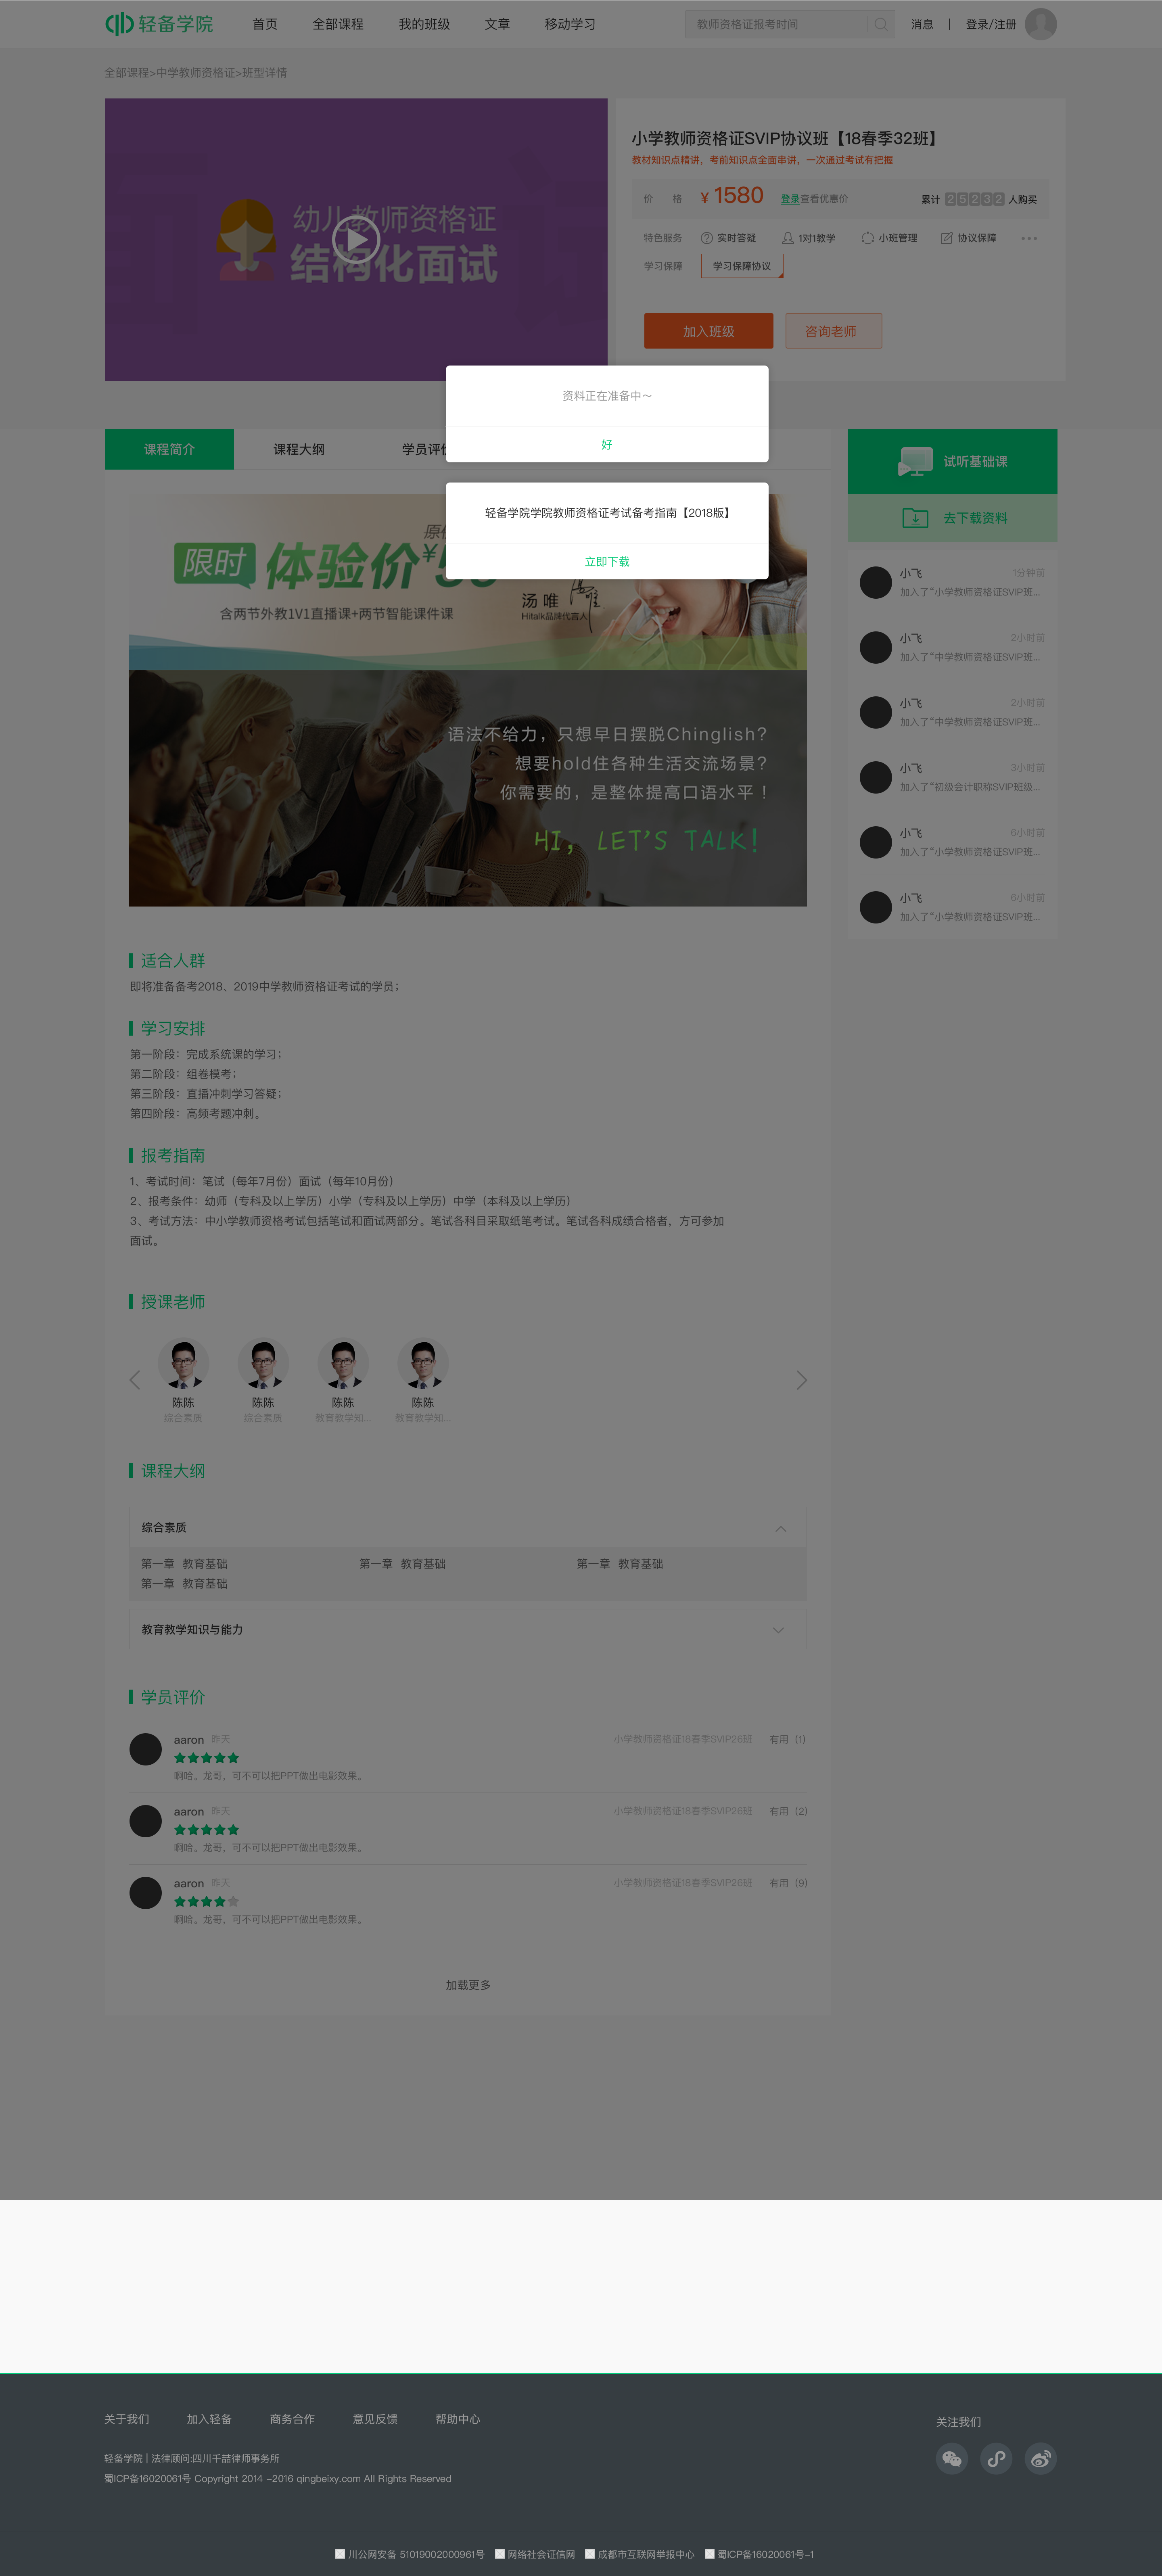 轻备学院
首页 全部课程 我的班级 文章 移动学习
教师资格证报考时间
消息 | 登录/注册
全部课程>中学教师资格证>班型详情
幼儿教师资格证
结构化面试
小学教师资格证SVIP协议班【18春季32班】
教材知识点精讲，考前知识点全面串讲，一次通过考试有把握
价 格 ¥ 1580 登录查看优惠价 累计 25232 人购买
特色服务 实时答疑 1对1教学 小班管理 协议保障
学习保障 学习保障协议
加入班级 咨询老师
资料正在准备中～
好
轻备学院学院教师资格证考试备考指南【2018版】
立即下载
课程简介 课程大纲 学员评
限时 体验价
含两节外教1V1直播课+两节智能课件课
汤 唯
Hitalk品牌代言人
语法不给力，只想早日摆脱Chinglish？
想要hold住各种生活交流场景？
你需要的，是整体提高口语水平！
HI, LET'S TALK!
试听基础课
去下载资料
小飞 1分钟前
加入了“小学教师资格证SVIP班...
小飞 2小时前
加入了“中学教师资格证SVIP班...
小飞 2小时前
加入了“中学教师资格证SVIP班...
小飞 3小时前
加入了“初级会计职称SVIP班级...
小飞 6小时前
加入了“小学教师资格证SVIP班...
小飞 6小时前
加入了“小学教师资格证SVIP班...
适合人群
即将准备备考2018、2019中学教师资格证考试的学员；
学习安排
第一阶段：完成系统课的学习；
第二阶段：组卷模考；
第三阶段：直播冲刺学习答疑；
第四阶段：高频考题冲刺。
报考指南
1、考试时间：笔试（每年7月份）面试（每年10月份）
2、报考条件：幼师（专科及以上学历）小学（专科及以上学历）中学（本科及以上学历）
3、考试方法：中小学教师资格考试包括笔试和面试两部分。笔试各科目采取纸笔考试。笔试各科成绩合格者，方可参加
面试。
授课老师
陈陈 陈陈 陈陈 陈陈
综合素质 综合素质 教育教学知... 教育教学知...
课程大纲
综合素质
第一章 教育基础 第一章 教育基础 第一章 教育基础
第一章 教育基础
教育教学知识与能力
学员评价
aaron 昨天 小学教师资格证18春季SVIP26班 有用（1）
啊哈。龙哥，可不可以把PPT做出电影效果。
aaron 昨天 小学教师资格证18春季SVIP26班 有用（2）
啊哈。龙哥，可不可以把PPT做出电影效果。
aaron 昨天 小学教师资格证18春季SVIP26班 有用（9）
啊哈。龙哥，可不可以把PPT做出电影效果。
加载更多
关于我们 加入轻备 商务合作 意见反馈 帮助中心
关注我们
轻备学院 | 法律顾问:四川千喆律师事务所
蜀ICP备16020061号 Copyright 2014 -2016 qingbeixy.com All Rights Reserved
川公网安备 51019002000961号 网络社会证信网 成都市互联网举报中心 蜀ICP备16020061号-1